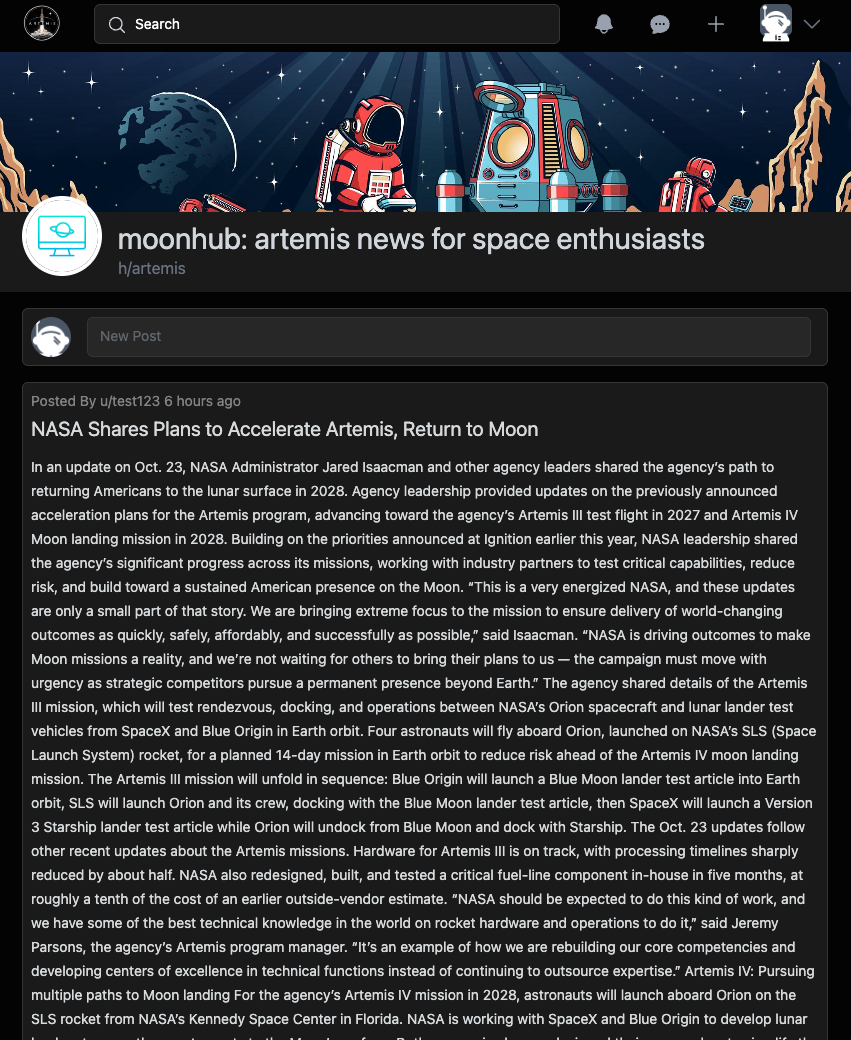 ARTEMIS
Search
moonhub: artemis news for space enthusiasts
h/artemis
New Post
Posted By u/test123 6 hours ago
NASA Shares Plans to Accelerate Artemis, Return to Moon
In an update on Oct. 23, NASA Administrator Jared Isaacman and other agency leaders shared the agency’s path to
returning Americans to the lunar surface in 2028. Agency leadership provided updates on the previously announced
acceleration plans for the Artemis program, advancing toward the agency’s Artemis III test flight in 2027 and Artemis IV
Moon landing mission in 2028. Building on the priorities announced at Ignition earlier this year, NASA leadership shared
the agency’s significant progress across its missions, working with industry partners to test critical capabilities, reduce
risk, and build toward a sustained American presence on the Moon. “This is a very energized NASA, and these updates
are only a small part of that story. We are bringing extreme focus to the mission to ensure delivery of world-changing
outcomes as quickly, safely, affordably, and successfully as possible,” said Isaacman. “NASA is driving outcomes to make
Moon missions a reality, and we’re not waiting for others to bring their plans to us — the campaign must move with
urgency as strategic competitors pursue a permanent presence beyond Earth.” The agency shared details of the Artemis
III mission, which will test rendezvous, docking, and operations between NASA’s Orion spacecraft and lunar lander test
vehicles from SpaceX and Blue Origin in Earth orbit. Four astronauts will fly aboard Orion, launched on NASA’s SLS (Space
Launch System) rocket, for a planned 14-day mission in Earth orbit to reduce risk ahead of the Artemis IV moon landing
mission. The Artemis III mission will unfold in sequence: Blue Origin will launch a Blue Moon lander test article into Earth
orbit, SLS will launch Orion and its crew, docking with the Blue Moon lander test article, then SpaceX will launch a Version
3 Starship lander test article while Orion will undock from Blue Moon and dock with Starship. The Oct. 23 updates follow
other recent updates about the Artemis missions. Hardware for Artemis III is on track, with processing timelines sharply
reduced by about half. NASA also redesigned, built, and tested a critical fuel-line component in-house in five months, at
roughly a tenth of the cost of an earlier outside-vendor estimate. “NASA should be expected to do this kind of work, and
we have some of the best technical knowledge in the world on rocket hardware and operations to do it,” said Jeremy
Parsons, the agency’s Artemis program manager. “It’s an example of how we are rebuilding our core competencies and
developing centers of excellence in technical functions instead of continuing to outsource expertise.” Artemis IV: Pursuing
multiple paths to Moon landing For the agency’s Artemis IV mission in 2028, astronauts will launch aboard Orion on the
SLS rocket from NASA’s Kennedy Space Center in Florida. NASA is working with SpaceX and Blue Origin to develop lunar